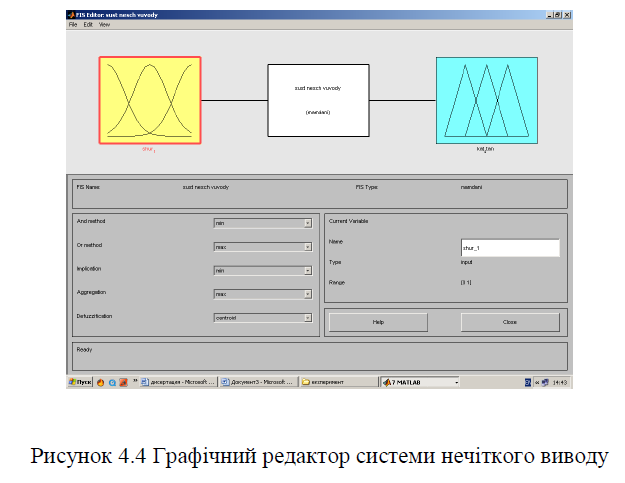 FIS Editor: sust nesch vuvody
File Edit View
sust nesch vuvody
(mamdani)
shur_1
FIS Name sust nesch vuvody FIS Type mamdani
And method min
Or method max
Implication min
Aggregation max
Defuzzification centroid
Current Variable
Name shur_1
Type input
Range [0 1]
Help Close
Ready
Пуск » дисертация - Microsoft ... Документ3 - Microsoft ... експеримент 7 MATLAB EN « 14:43
Рисунок 4.4 Графічний редактор системи нечіткого виводу